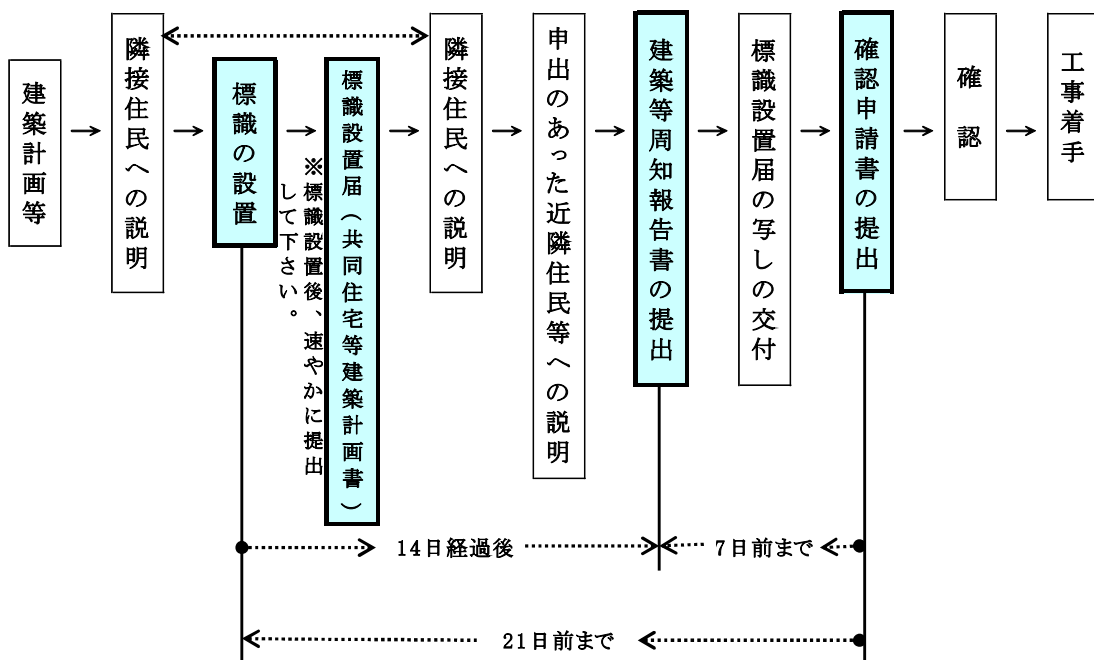 建築計画等
隣接住民への説明
標識の設置
標識設置届（共同住宅等建築計画書）
※標識設置後、速やかに提出
して下さい。
隣接住民への説明
申出のあった近隣住民等への説明
建築等周知報告書の提出
標識設置届の写しの交付
確認申請書の提出
確認
工事着手
14日経過後
7日前まで
21日前まで